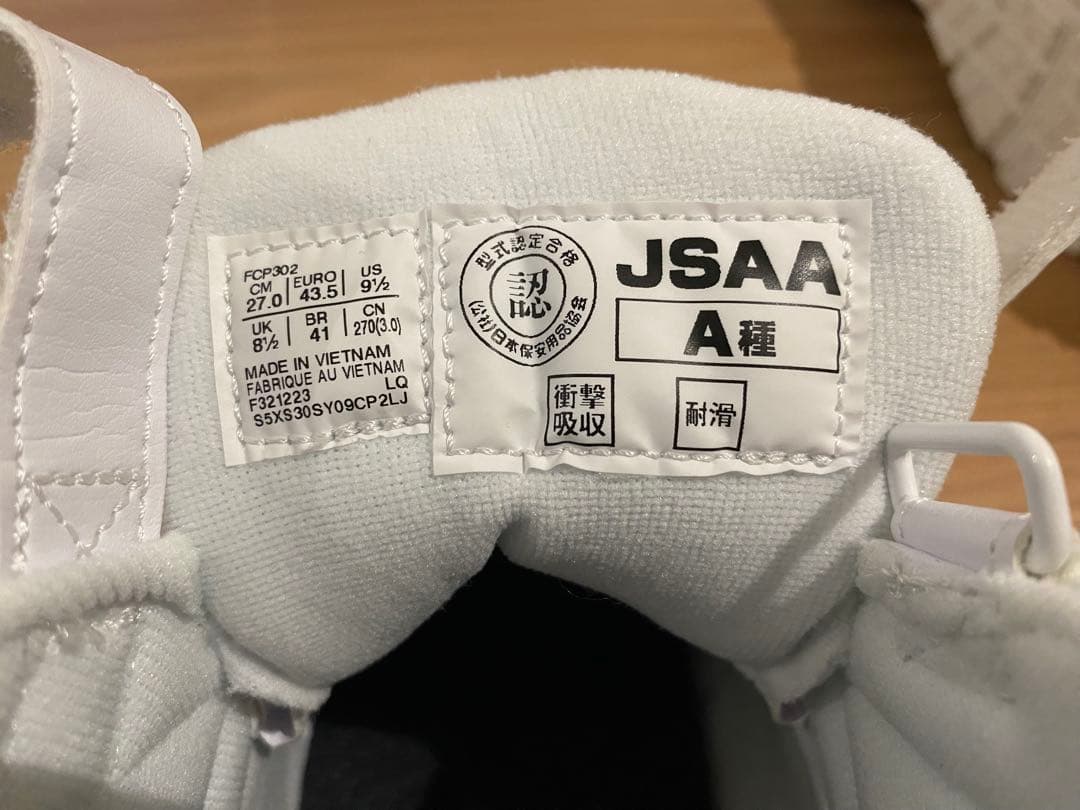 FCP302
CM EURO US
27.0 43.5 9½
UK BR CN
8½ 41 270(3.0)
MADE IN VIETNAM
FABRIQUE AU VIETNAM
F321223 LQ
S5XS30SY09CP2LJ
型式認定合格
認
(公社)日本保安用品協会
JSAA
A種
衝撃
吸収
耐滑